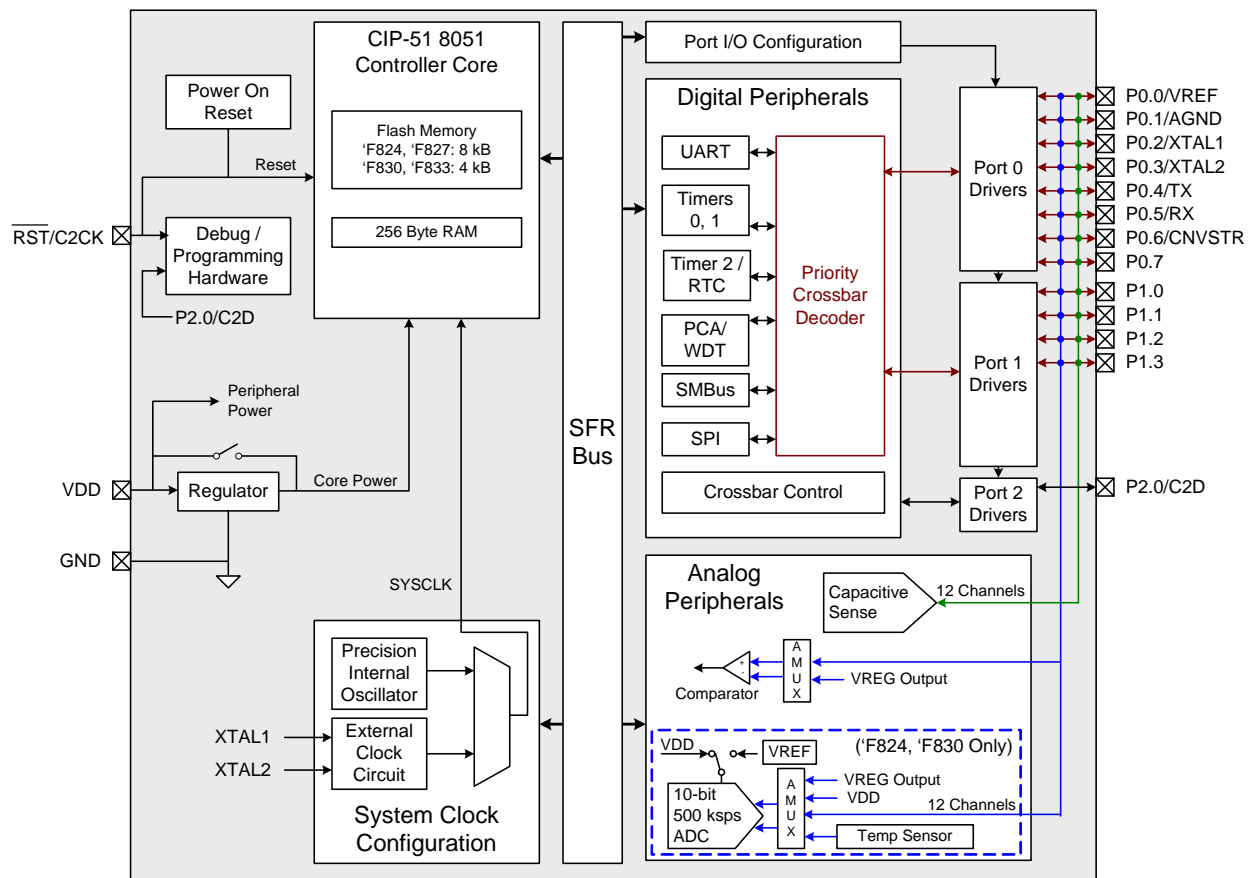 CIP-51 8051
Controller Core
Flash Memory
‘F824, ‘F827: 8 kB
‘F830, ‘F833: 4 kB
256 Byte RAM
Power On
Reset
Reset
RST/C2CK
Debug /
Programming
Hardware
P2.0/C2D
Peripheral
Power
VDD
Regulator
Core Power
GND
SYSCLK
Precision
Internal
Oscillator
XTAL1
XTAL2
External
Clock
Circuit
System Clock
Configuration
SFR
Bus
Port I/O Configuration
Digital Peripherals
UART
Timers
0, 1
Timer 2 /
RTC
PCA/
WDT
SMBus
SPI
Priority
Crossbar
Decoder
Crossbar Control
Port 0
Drivers
Port 1
Drivers
Port 2
Drivers
P0.0/VREF
P0.1/AGND
P0.2/XTAL1
P0.3/XTAL2
P0.4/TX
P0.5/RX
P0.6/CNVSTR
P0.7
P1.0
P1.1
P1.2
P1.3
P2.0/C2D
Analog
Peripherals
Capacitive
Sense
12 Channels
+
-
Comparator
AMUX
VREG Output
(‘F824, ‘F830 Only)
VDD
VREF
10-bit
500 ksps
ADC
AMUX
VREG Output
VDD
12 Channels
Temp Sensor